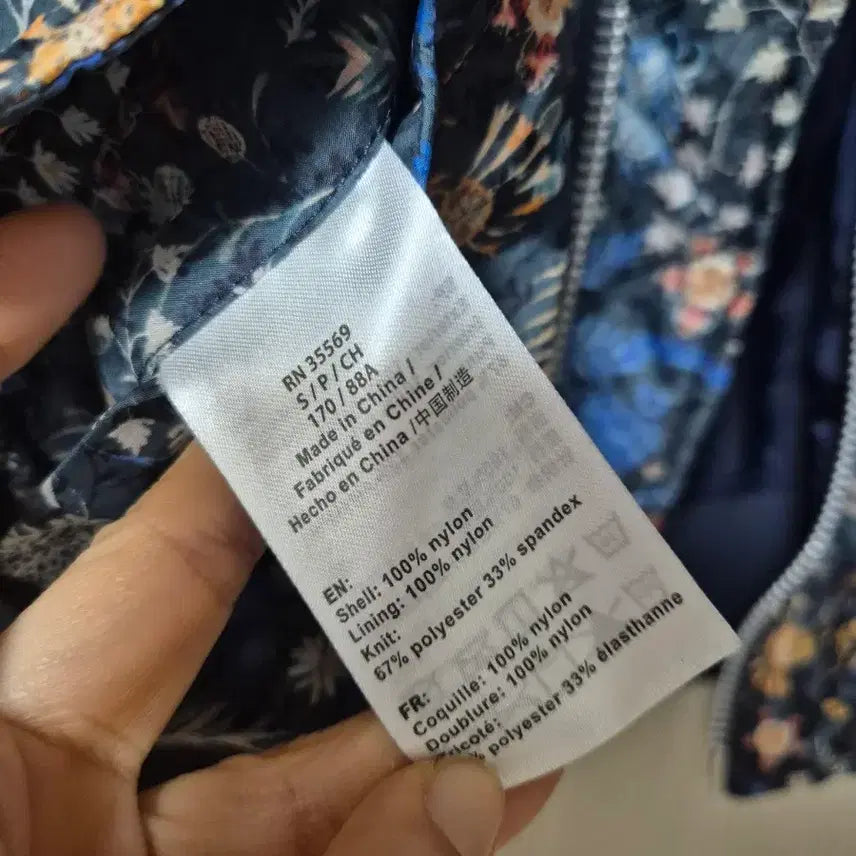 RN 35569
S / P / CH
170 / 88A
Made in China /
Fabriqué en Chine /
Hecho en China /中国制造
EN:
Shell: 100% nylon
Lining: 100% nylon
Knit:
67% polyester 33% spandex
FR:
Coquille: 100% nylon
Doublure: 100% nylon
polyester 33% élasthanne